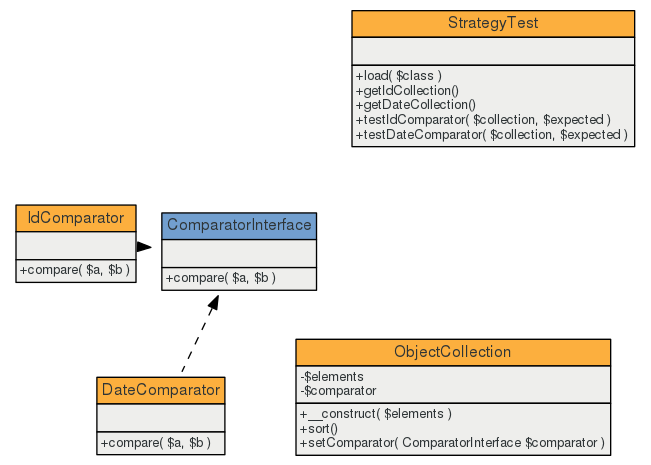 StrategyTest
+load( $class )
+getIdCollection()
+getDateCollection()
+testIdComparator( $collection, $expected )
+testDateComparator( $collection, $expected )
IdComparator
+compare( $a, $b )
ComparatorInterface
+compare( $a, $b )
DateComparator
+compare( $a, $b )
ObjectCollection
-$elements
-$comparator
+__construct( $elements )
+sort()
+setComparator( ComparatorInterface $comparator )